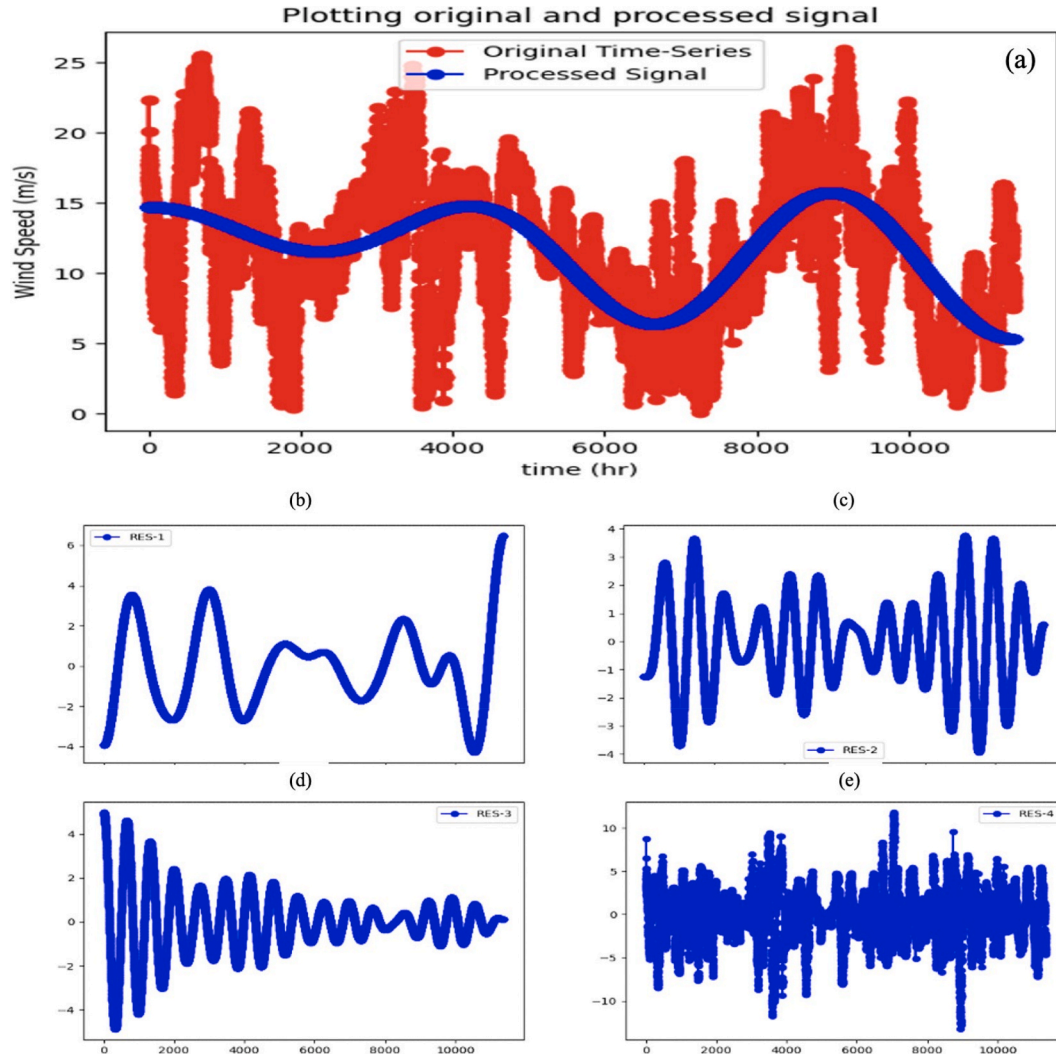 Plotting original and processed signal
Original Time-Series
Processed Signal
(a)
25
20
15
10
5
0
Wind Speed (m/s)
0 2000 4000 6000 8000 10000
time (hr)
(b) (c)
RES-1
6
4
2
0
−2
−4
4
3
2
1
0
−1
−2
−3
−4
RES-2
(d) (e)
RES-3
4
2
0
−2
−4
0 2000 4000 6000 8000 10000
RES-4
10
5
0
−5
−10
0 2000 4000 6000 8000 10000